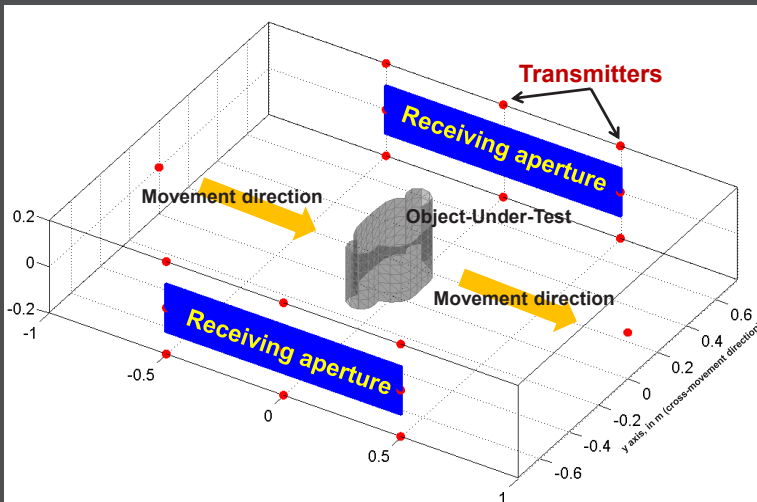 Transmitters
Receiving aperture
Movement direction
Object-Under-Test
Movement direction
Receiving aperture
0.2
0
-0.2
-1
-0.5
0
0.5
1
0.6
0.4
0.2
0
-0.2
-0.4
-0.6
y axis, in m (cross-movement direction